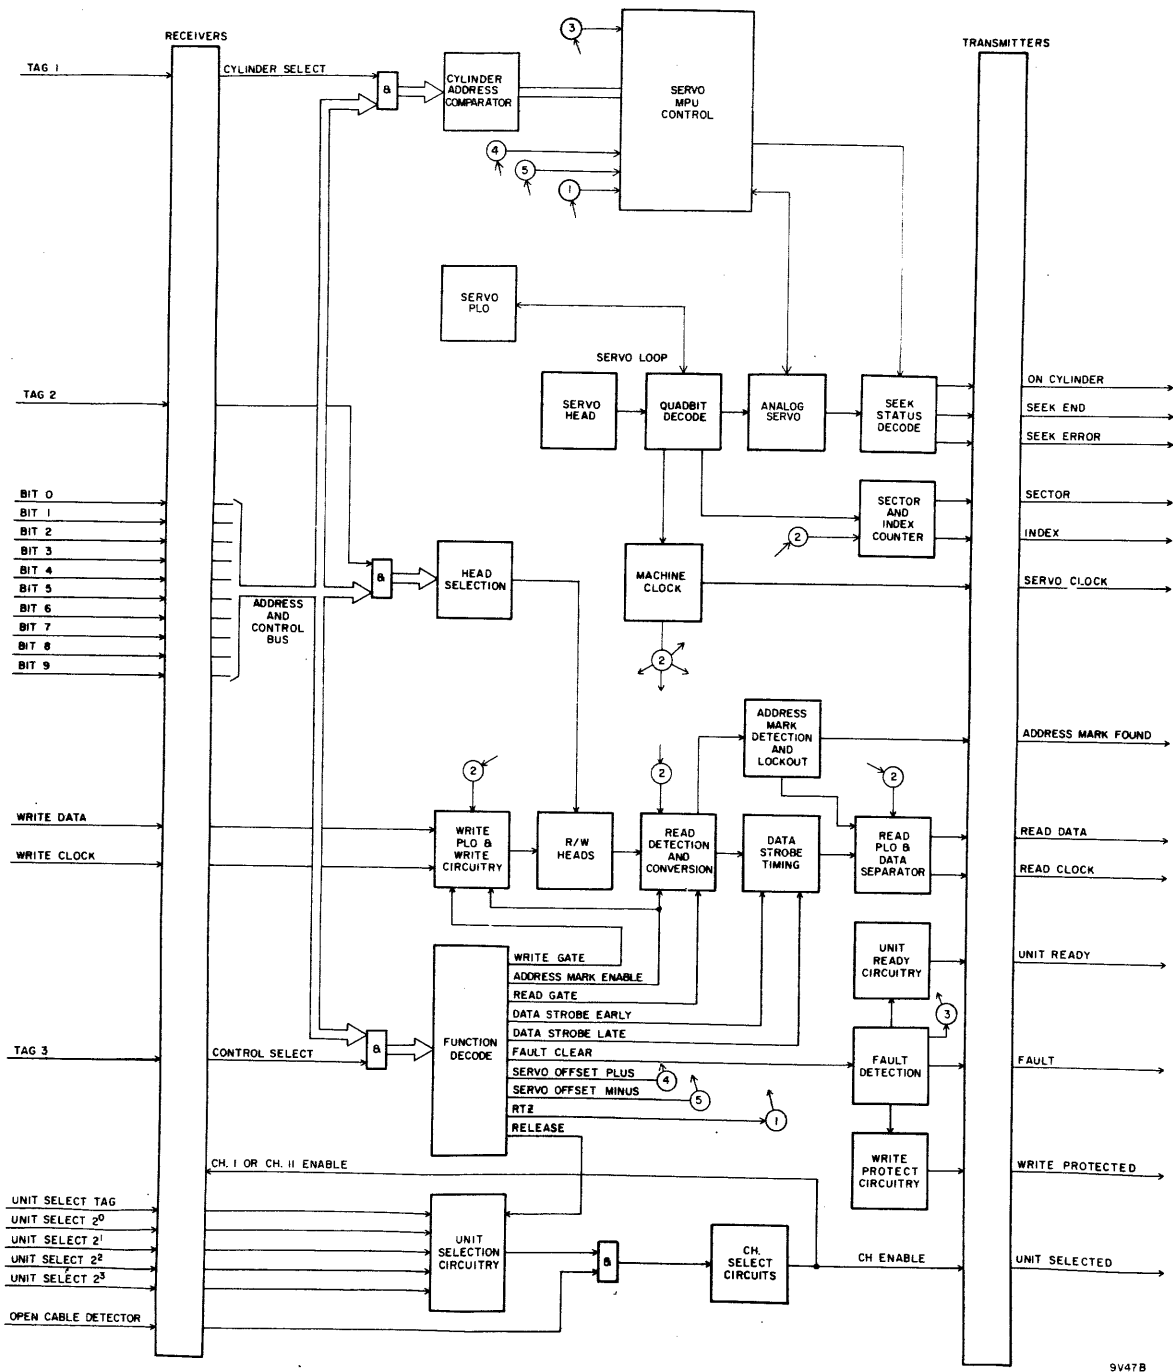 RECEIVERS
TRANSMITTERS
TAG 1
CYLINDER SELECT
&
CYLINDER
ADDRESS
COMPARATOR
3
SERVO
MPU
CONTROL
4
5
1
SERVO
PLO
SERVO LOOP
TAG 2
SERVO
HEAD
QUADBIT
DECODE
ANALOG
SERVO
SEEK
STATUS
DECODE
ON CYLINDER
SEEK END
SEEK ERROR
BIT 0
BIT 1
BIT 2
BIT 3
BIT 4
BIT 5
BIT 6
BIT 7
BIT 8
BIT 9
ADDRESS
AND
CONTROL
BUS
&
HEAD
SELECTION
MACHINE
CLOCK
2
2
SECTOR
AND
INDEX
COUNTER
SECTOR
INDEX
SERVO CLOCK
ADDRESS
MARK
DETECTION
AND
LOCKOUT
ADDRESS MARK FOUND
2
2
2
WRITE DATA
WRITE CLOCK
WRITE
PLO &
WRITE
CIRCUITRY
R/W
HEADS
READ
DETECTION
AND
CONVERSION
DATA
STROBE
TIMING
READ
PLO &
DATA
SEPARATOR
READ DATA
READ CLOCK
TAG 3
CONTROL SELECT
&
FUNCTION
DECODE
WRITE GATE
ADDRESS MARK ENABLE
READ GATE
DATA STROBE EARLY
DATA STROBE LATE
FAULT CLEAR
SERVO OFFSET PLUS
SERVO OFFSET MINUS
RTZ
RELEASE
4
5
1
UNIT
READY
CIRCUITRY
UNIT READY
3
FAULT
DETECTION
FAULT
WRITE
PROTECT
CIRCUITRY
WRITE PROTECTED
CH. I OR CH. II ENABLE
UNIT SELECT TAG
UNIT SELECT 2⁰
UNIT SELECT 2¹
UNIT SELECT 2²
UNIT SELECT 2³
OPEN CABLE DETECTOR
UNIT
SELECTION
CIRCUITRY
&
CH.
SELECT
CIRCUITS
CH ENABLE
UNIT SELECTED
9V47B